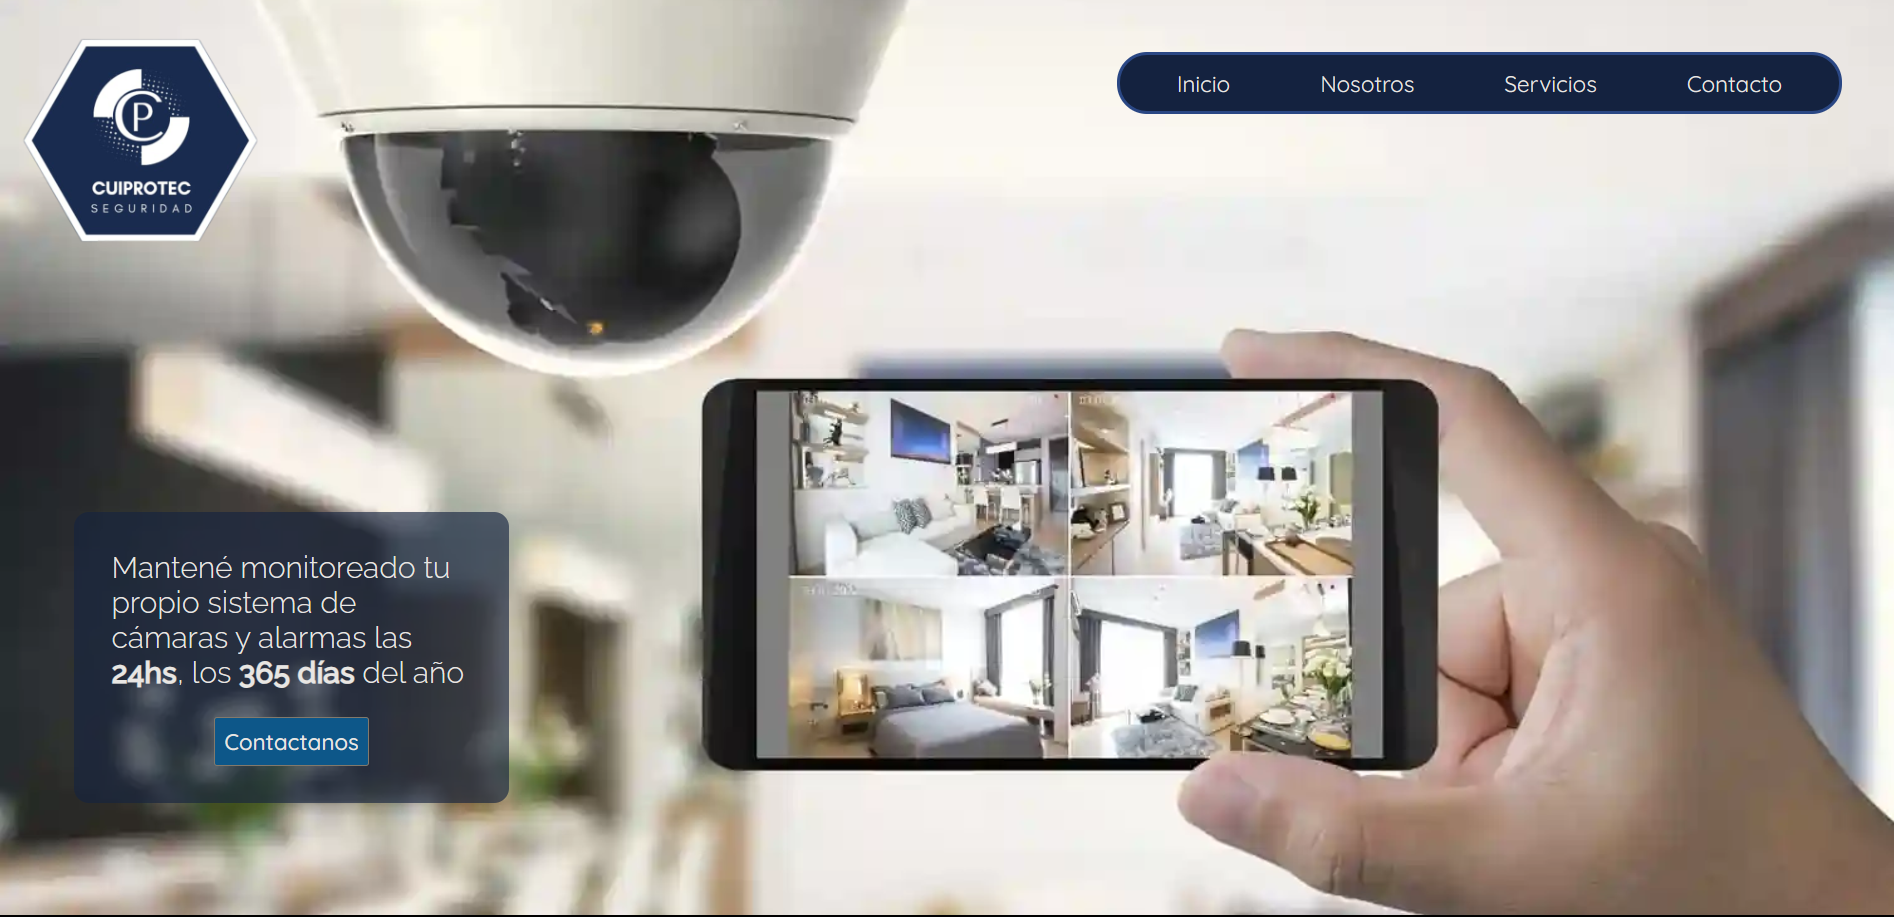 CP
CUIPROTEC
SEGURIDAD
Inicio Nosotros Servicios Contacto
Mantené monitoreado tu
propio sistema de
cámaras y alarmas las
24hs, los 365 días del año
Contactanos